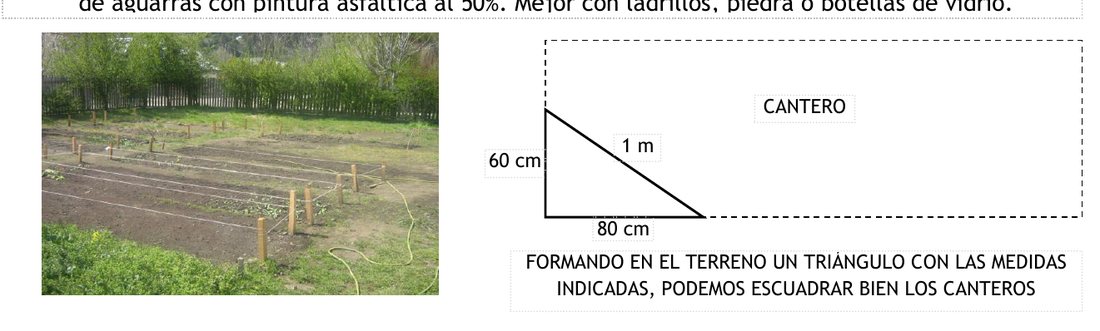 de aguarrás con pintura asfáltica al 50%. Mejor con ladrillos, piedra o botellas de vidrio.
CANTERO
1 m
60 cm
80 cm
FORMANDO EN EL TERRENO UN TRIÁNGULO CON LAS MEDIDAS
INDICADAS, PODEMOS ESCUADRAR BIEN LOS CANTEROS